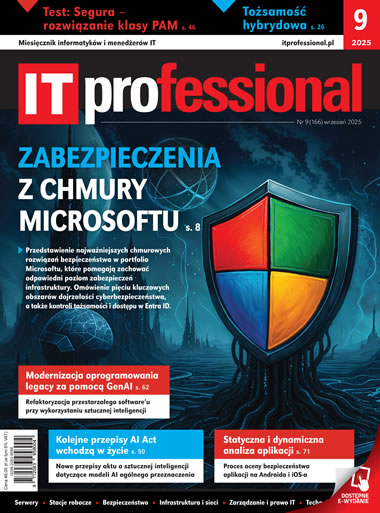 Test: Segura –
rozwiązanie klasy PAM s. 46
Tożsamość
hybrydowa s. 26
9
2025
Miesięcznik informatyków i menedżerów IT
itprofessional.pl
IT professional
Nr 9 (166) wrzesień 2025
ZABEZPIECZENIA
Z CHMURY
MICROSOFTU s. 8
Przedstawienie najważniejszych chmurowych
rozwiązań bezpieczeństwa w portfolio
Microsoftu, które pomagają zachować
odpowiedni poziom zabezpieczeń
infrastruktury. Omówienie pięciu kluczowych
obszarów dojrzałości cyberbezpieczeństwa,
a także kontroli tożsamości i dostępu w Entra ID.
Modernizacja oprogramowania
legacy za pomocą GenAI s. 62
Refaktoryzacja przestarzałego software'u
przy wykorzystaniu sztucznej inteligencji
Kolejne przepisy AI Act
wchodzą w życie s. 50
Nowe przepisy aktu o sztucznej inteligencji
dotyczące modeli AI ogólnego przeznaczenia
Statyczna i dynamiczna
analiza aplikacji s. 71
Proces oceny bezpieczeństwa
aplikacji na Androida i iOS-a
DOSTĘPNE
E-WYDANIE
Serwery • Stacje robocze • Bezpieczeństwo • Infrastruktura i sieci • Zarządzanie i prawo IT •